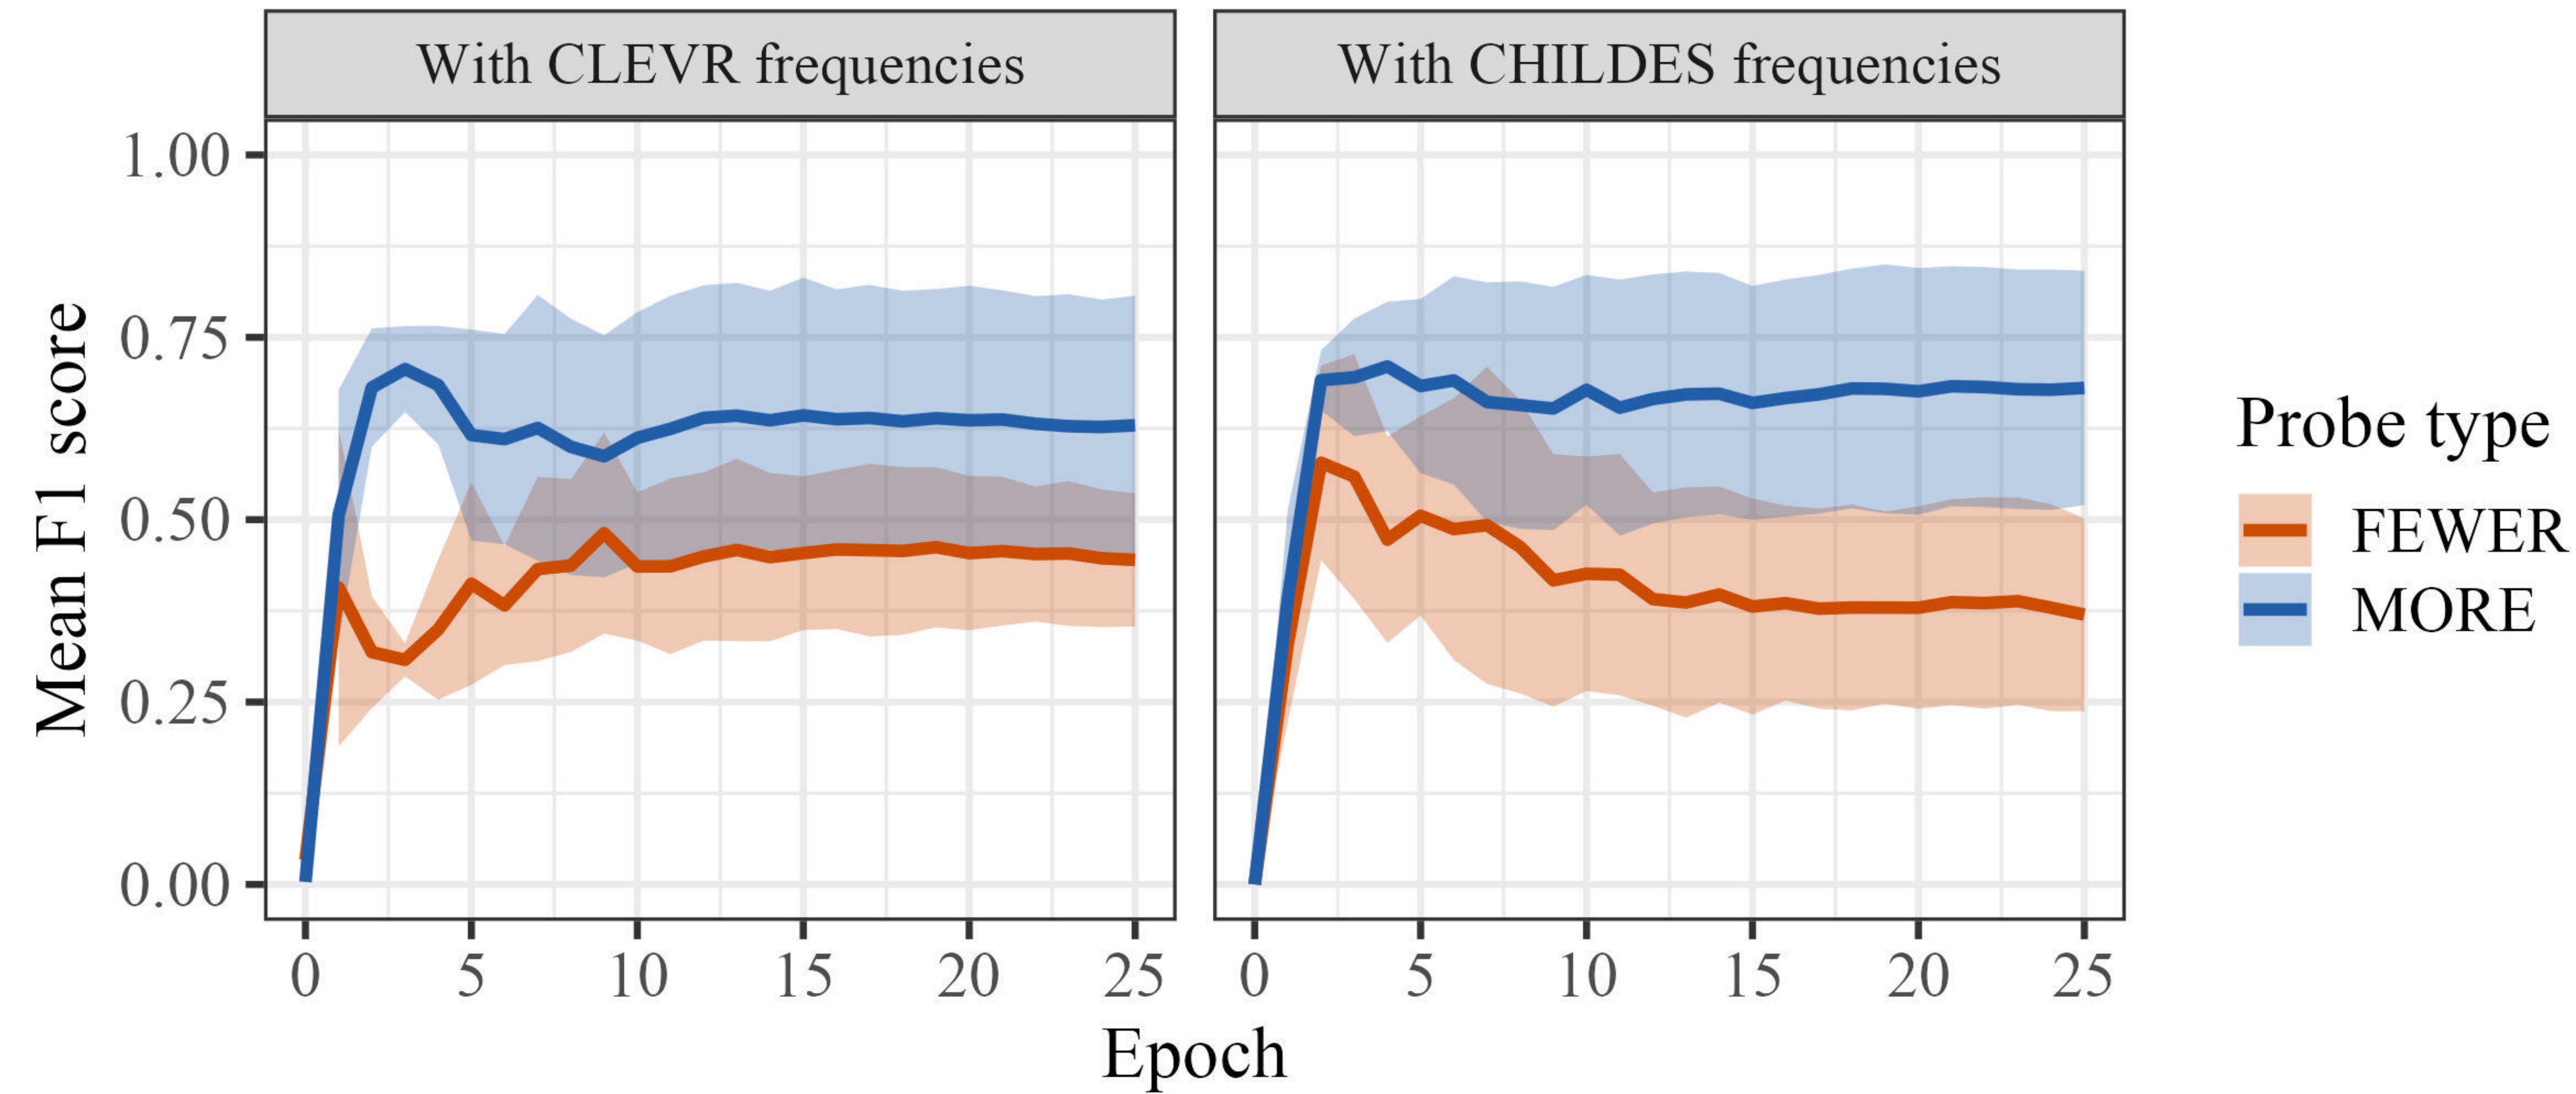 With CLEVR frequencies
With CHILDES frequencies
Mean F1 score
1.00
0.75
0.50
0.25
0.00
0 5 10 15 20 25
0 5 10 15 20 25
Epoch
Probe type
FEWER
MORE